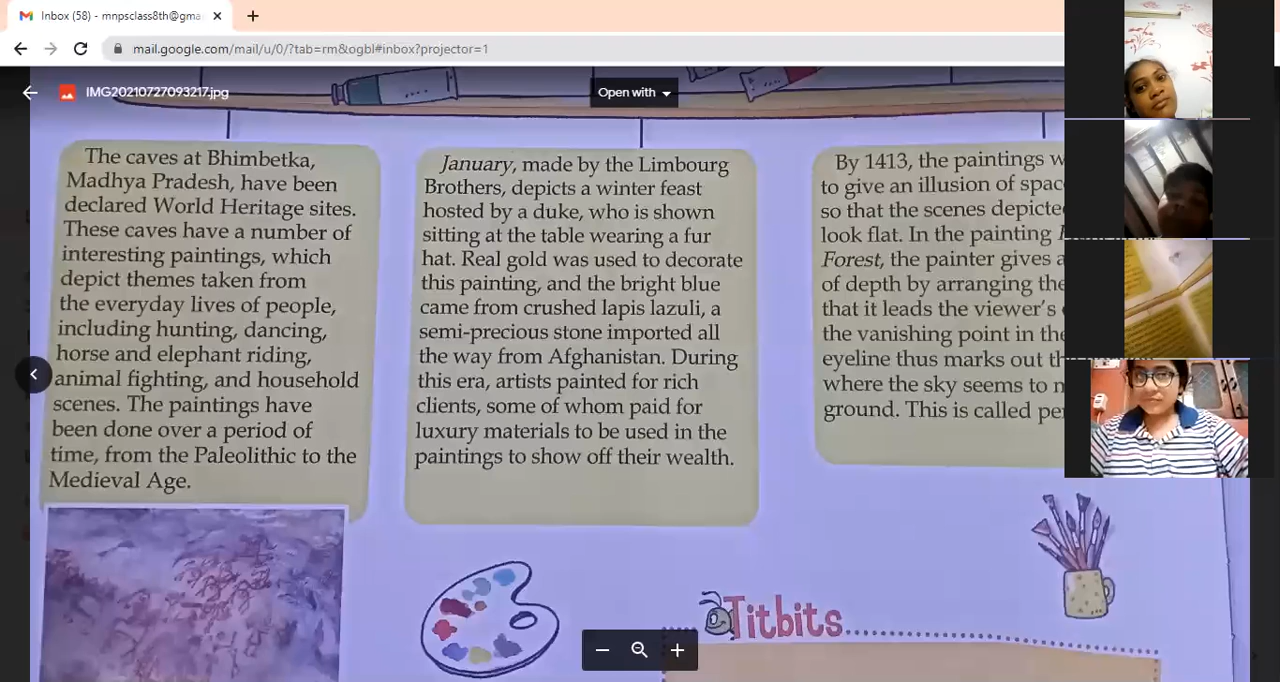 Inbox (58) - mnpsclass8th@gma
mail.google.com/mail/u/0/?tab=rm&ogbl#inbox?projector=1
IMG20210727093217.jpg
Open with
The caves at Bhimbetka,
Madhya Pradesh, have been
declared World Heritage sites.
These caves have a number of
interesting paintings, which
depict themes taken from
the everyday lives of people,
including hunting, dancing,
horse and elephant riding,
animal fighting, and household
scenes. The paintings have
been done over a period of
time, from the Paleolithic to the
Medieval Age.
January, made by the Limbourg
Brothers, depicts a winter feast
hosted by a duke, who is shown
sitting at the table wearing a fur
hat. Real gold was used to decorate
this painting, and the bright blue
came from crushed lapis lazuli, a
semi-precious stone imported all
the way from Afghanistan. During
this era, artists painted for rich
clients, some of whom paid for
luxury materials to be used in the
paintings to show off their wealth.
By 1413, the paintings
to give an illusion of
so that the scenes
look flat. In the painting
Forest, the painter gives
of depth by arranging the
that it leads the viewer's
the vanishing point in the
eyeline thus marks out
where the sky seems to
ground. This is called
Titbits